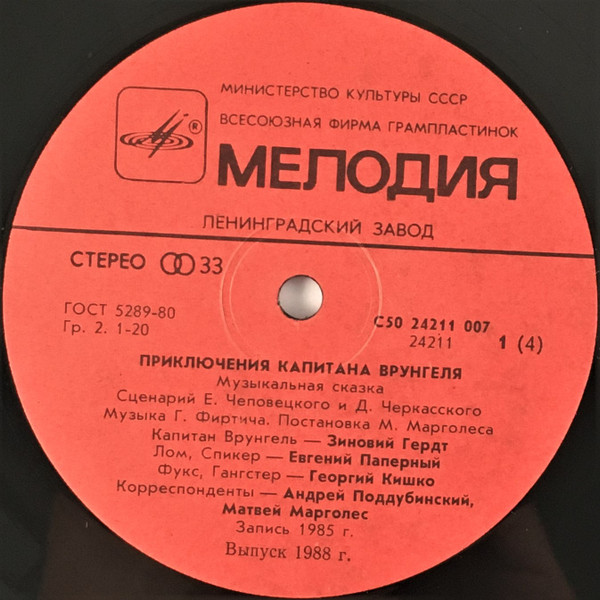 МИНИСТЕРСТВО КУЛЬТУРЫ СССР
ВСЕСОЮЗНАЯ ФИРМА ГРАМПЛАСТИНОК
®
МЕЛОДИЯ
ЛЕНИНГРАДСКИЙ ЗАВОД
СТЕРЕО 33
ГОСТ 5289-80
Гр. 2. 1-20
С50 24211 007
24211 1 (4)
ПРИКЛЮЧЕНИЯ КАПИТАНА ВРУНГЕЛЯ
Музыкальная сказка
Сценарий Е. Чеповецкого и Д. Черкасского
Музыка Г. Фиртича. Постановка М. Марголеса
Капитан Врунгель — Зиновий Гердт
Лом, Спикер — Евгений Паперный
Фукс, Гангстер — Георгий Кишко
Корреспонденты — Андрей Поддубинский,
Матвей Марголес
Запись 1985 г.
Выпуск 1988 г.